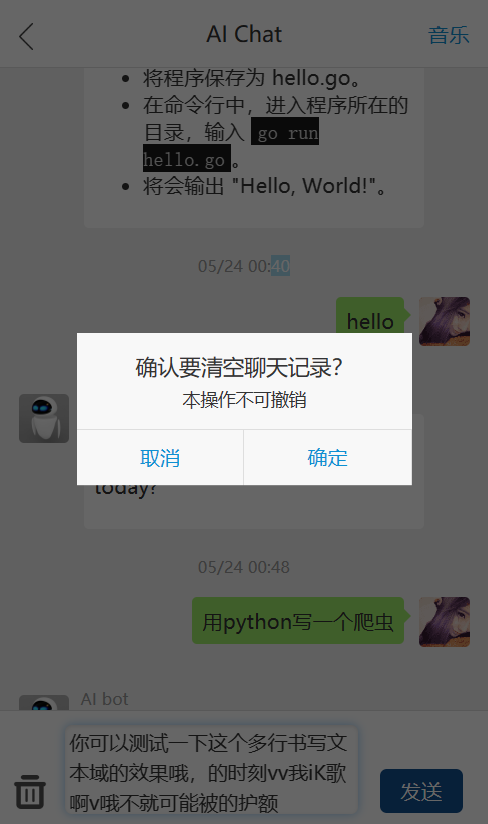 AI Chat
音乐
将程序保存为 hello.go。
在命令行中，进入程序所在的
目录，输入 go run
hello.go。
将会输出 "Hello, World!"。
05/24 00:40
hello
确认要清空聊天记录？
本操作不可撤销
取消
确定
today?
05/24 00:48
用python写一个爬虫
AI bot
你可以测试一下这个多行书写文
本域的效果哦，的时刻vv我iK歌
啊v哦不就可能被的护额
发送